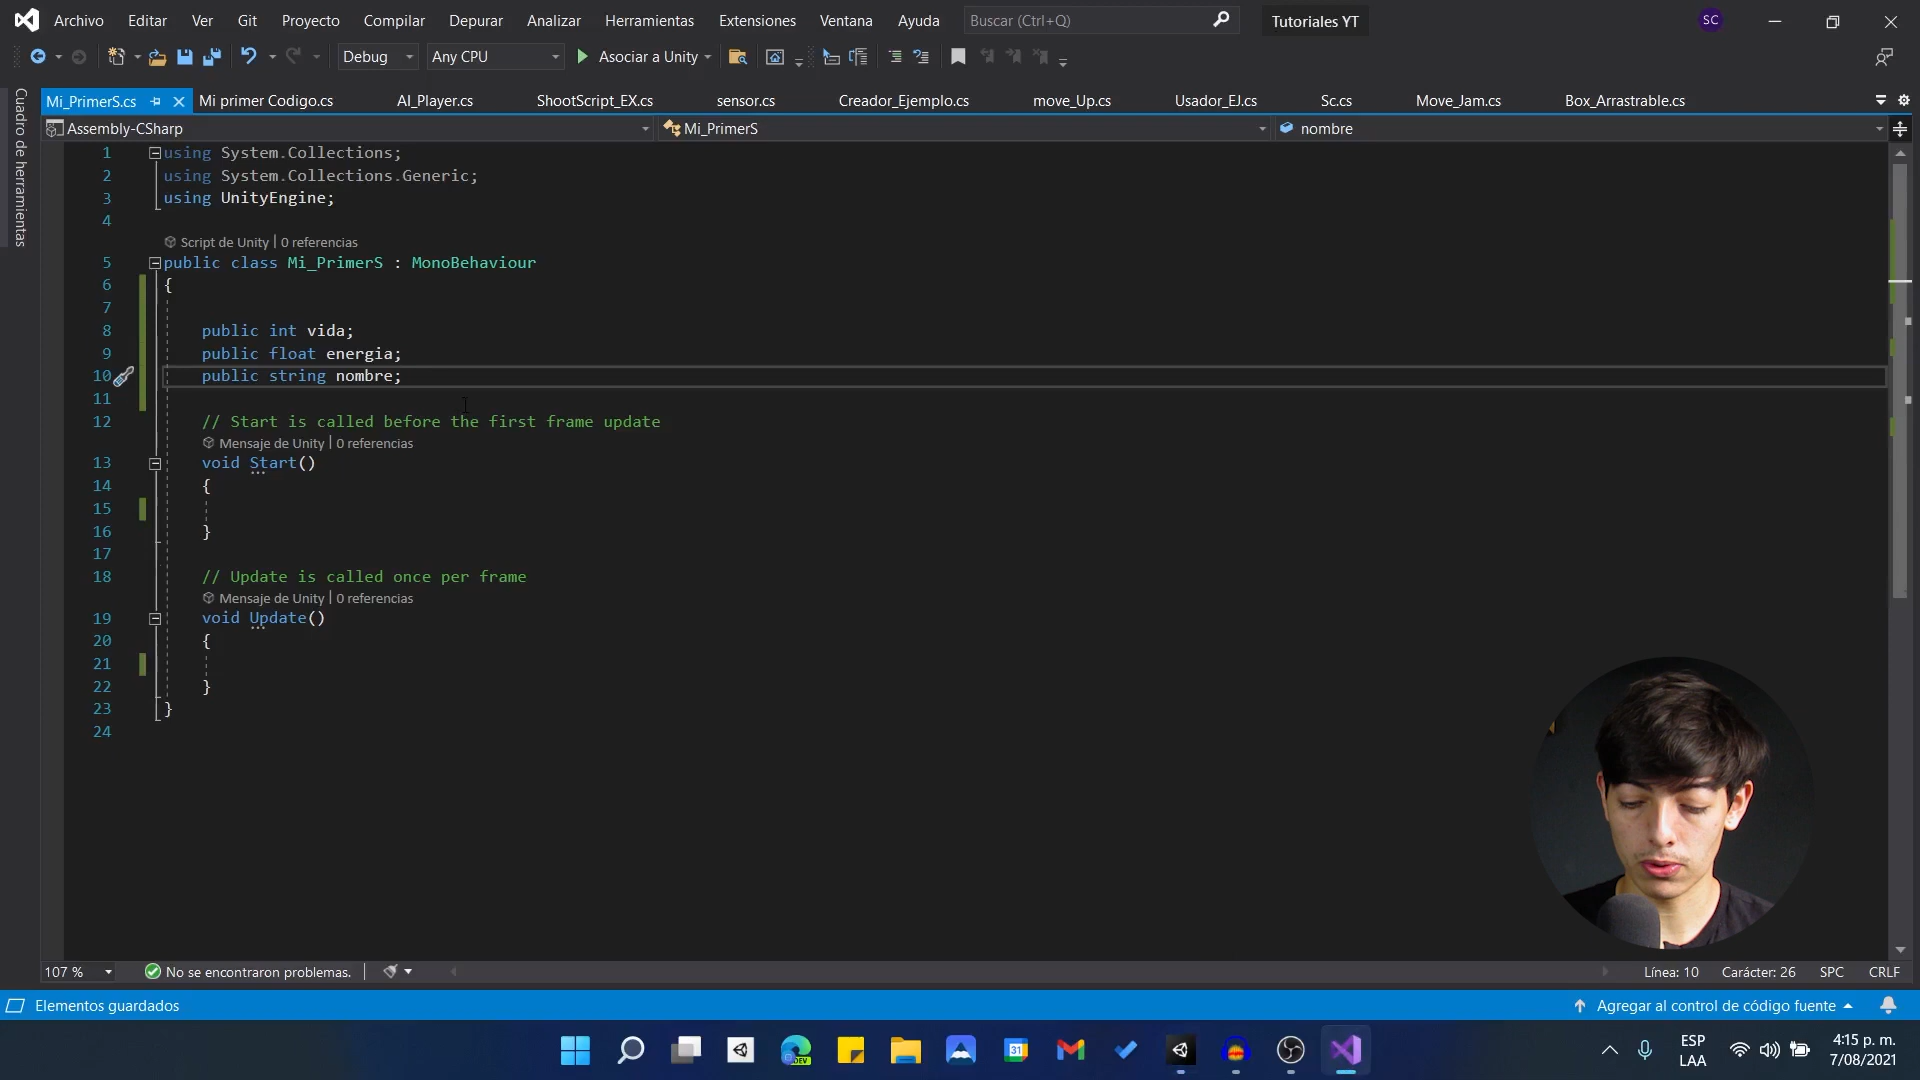 Archivo Editar Ver Git Proyecto Compilar Depurar Analizar Herramientas Extensiones Ventana Ayuda Buscar (Ctrl+Q) Tutoriales YT SC
Debug Any CPU Asociar a Unity
Cuadro de herramientas
Mi_PrimerS.cs Mi primer Codigo.cs AI_Player.cs ShootScript_EX.cs sensor.cs Creador_Ejemplo.cs move_Up.cs Usador_EJ.cs Sc.cs Move_Jam.cs Box_Arrastrable.cs
Assembly-CSharp Mi_PrimerS nombre
1 using System.Collections;
2 using System.Collections.Generic;
3 using UnityEngine;
4
Script de Unity | 0 referencias
5 public class Mi_PrimerS : MonoBehaviour
6 {
7
8 public int vida;
9 public float energia;
10 public string nombre;
11
12 // Start is called before the first frame update
Mensaje de Unity | 0 referencias
13 void Start()
14 {
15
16 }
17
18 // Update is called once per frame
Mensaje de Unity | 0 referencias
19 void Update()
20 {
21
22 }
23 }
24
107 % No se encontraron problemas. Línea: 10 Carácter: 26 SPC CRLF
Elementos guardados Agregar al control de código fuente
DEV 31 ESP 4:15 p. m.
LAA 7/08/2021